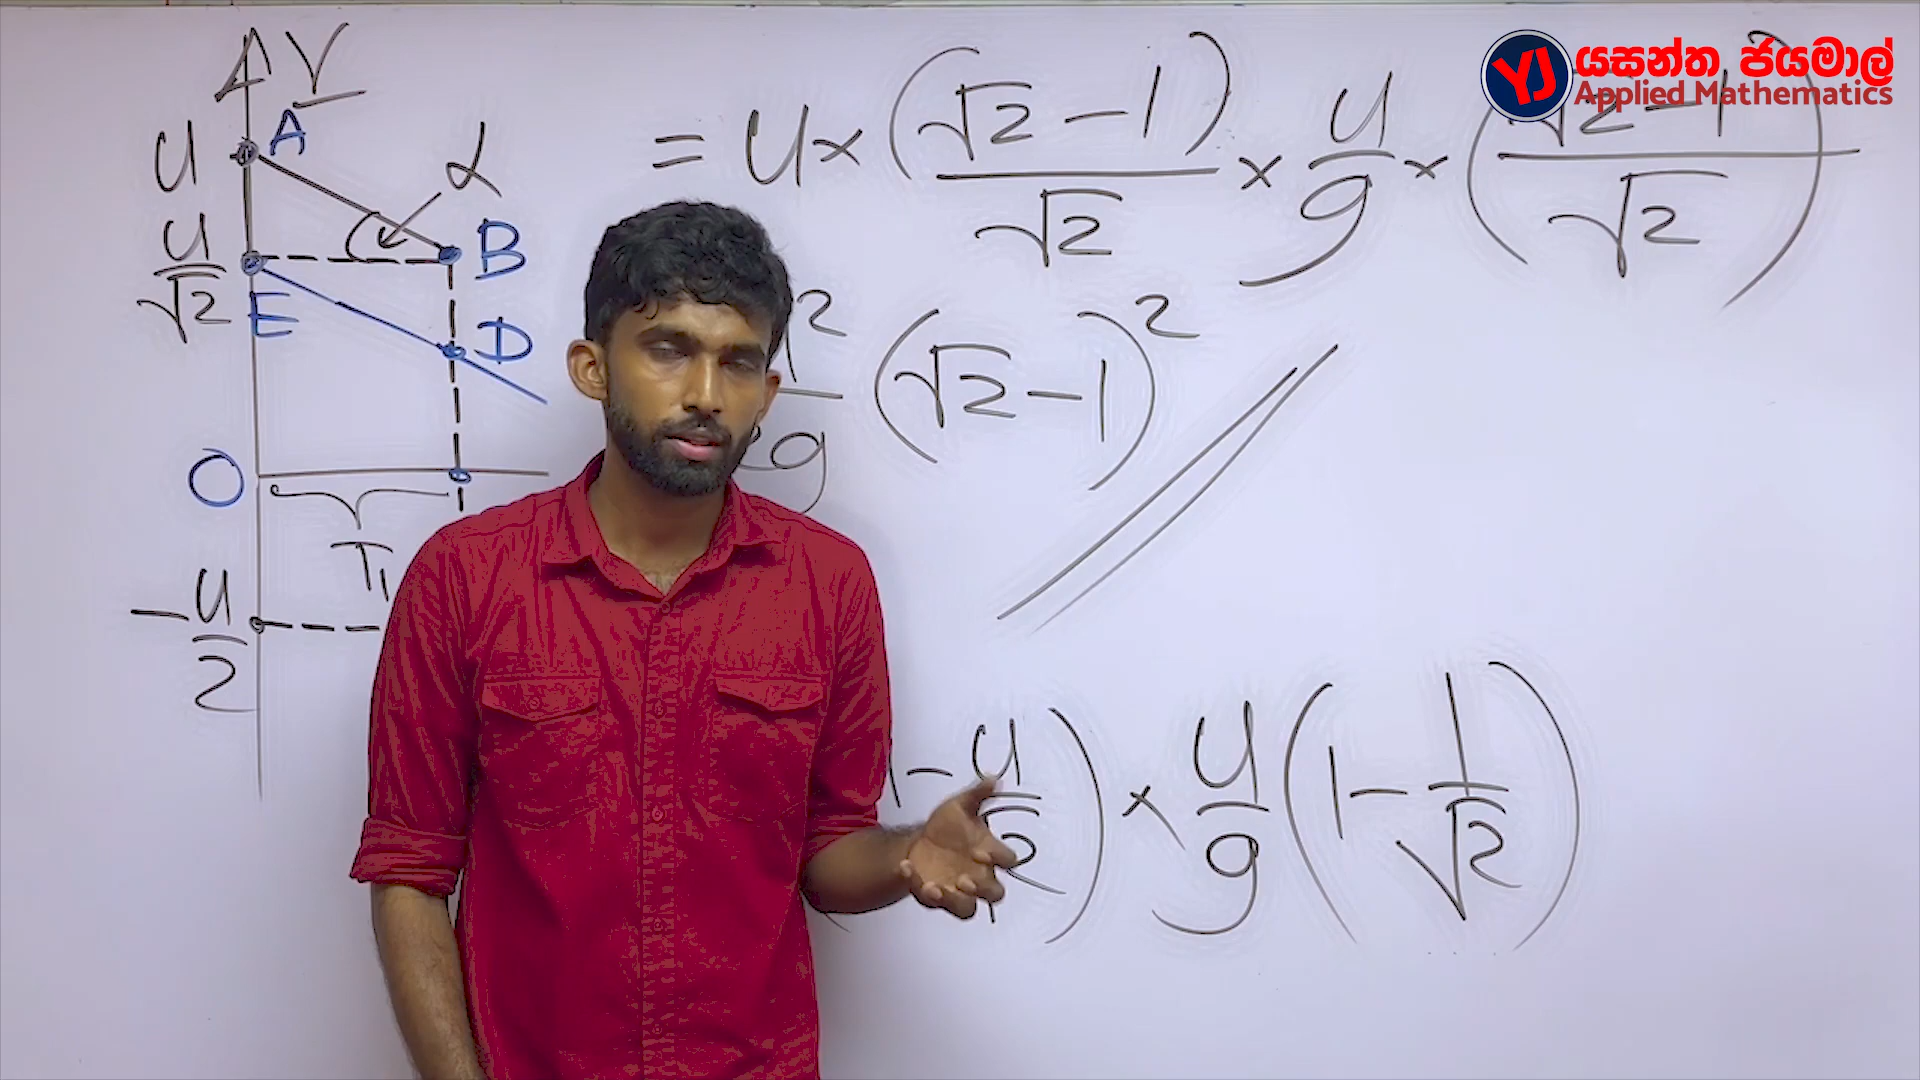 යසන්ත ජයමාල්
YJ Applied Mathematics
V
A
U
α
B
U/√2
E
D
O
T₁
-U/2
= U × (√2 - 1)/√2 × U/g × (√2 - 1)/√2
2g (√2 - 1)²
- U/√2) × U/g (1 - 1/√2)